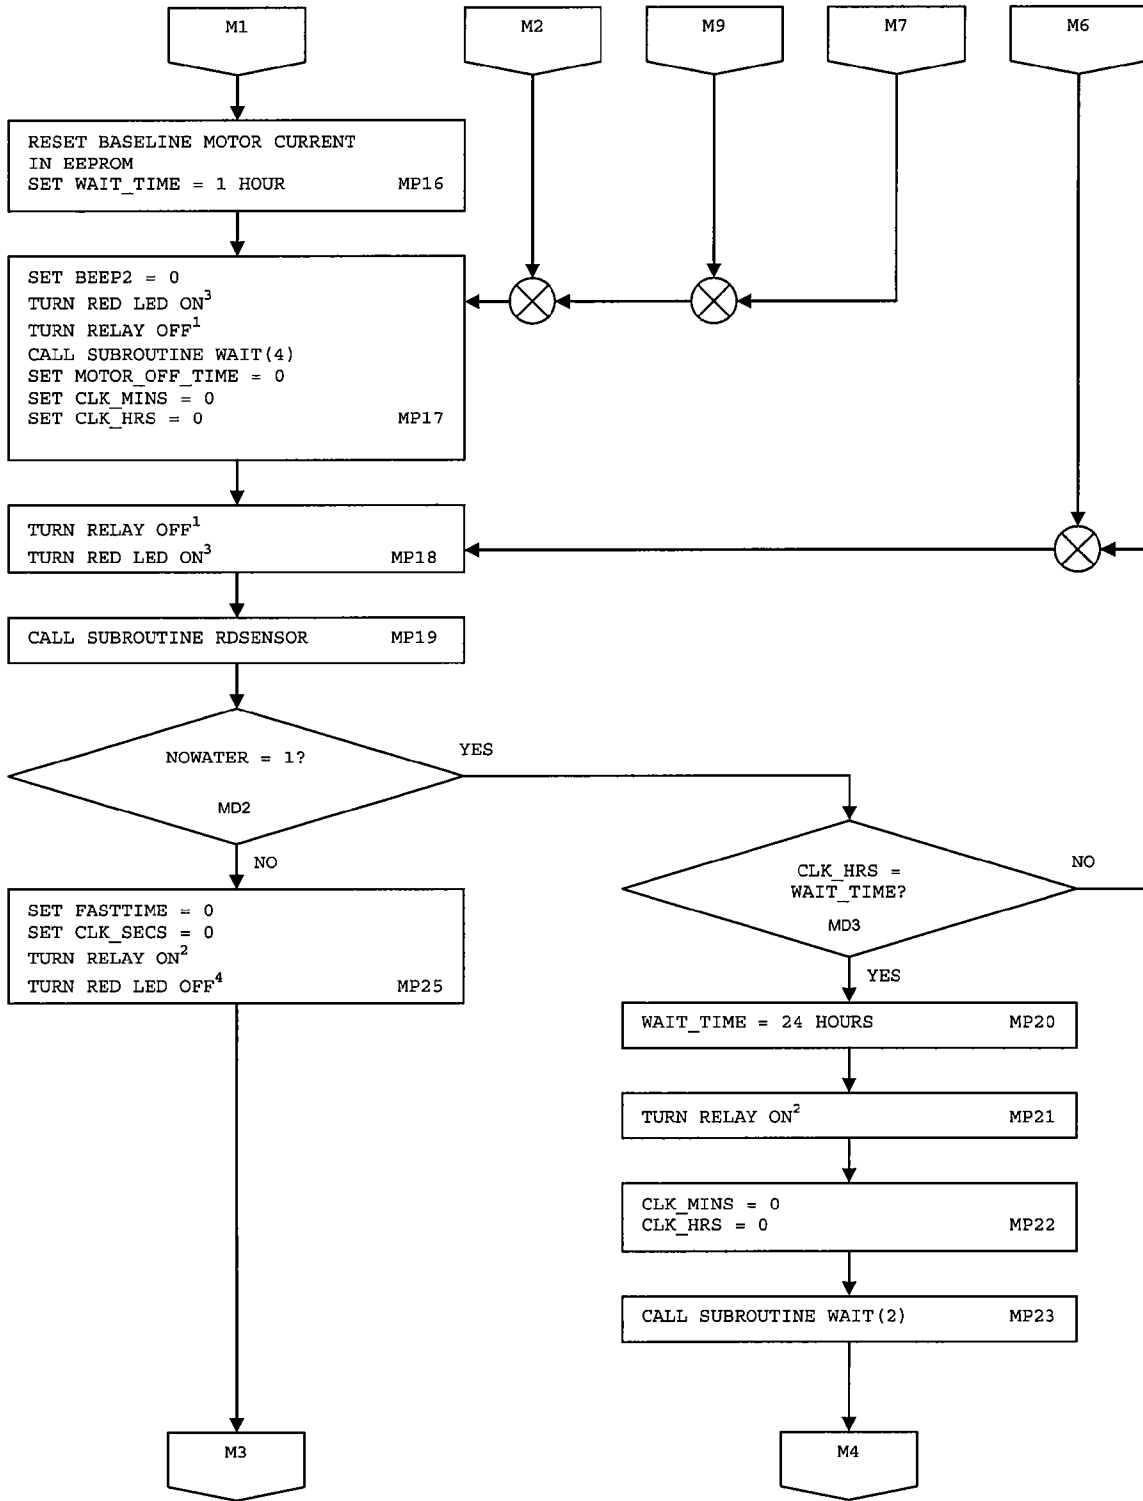 M1
M2
M9
M7
M6
RESET BASELINE MOTOR CURRENT
IN EEPROM
SET WAIT_TIME = 1 HOUR MP16
SET BEEP2 = 0
TURN RED LED ON³
TURN RELAY OFF¹
CALL SUBROUTINE WAIT(4)
SET MOTOR_OFF_TIME = 0
SET CLK_MINS = 0
SET CLK_HRS = 0 MP17
TURN RELAY OFF¹
TURN RED LED ON³ MP18
CALL SUBROUTINE RDSENSOR MP19
NOWATER = 1?
MD2
YES
NO
CLK_HRS =
WAIT_TIME?
MD3
NO
YES
SET FASTTIME = 0
SET CLK_SECS = 0
TURN RELAY ON²
TURN RED LED OFF⁴ MP25
WAIT_TIME = 24 HOURS MP20
TURN RELAY ON² MP21
CLK_MINS = 0
CLK_HRS = 0 MP22
CALL SUBROUTINE WAIT(2) MP23
M3
M4